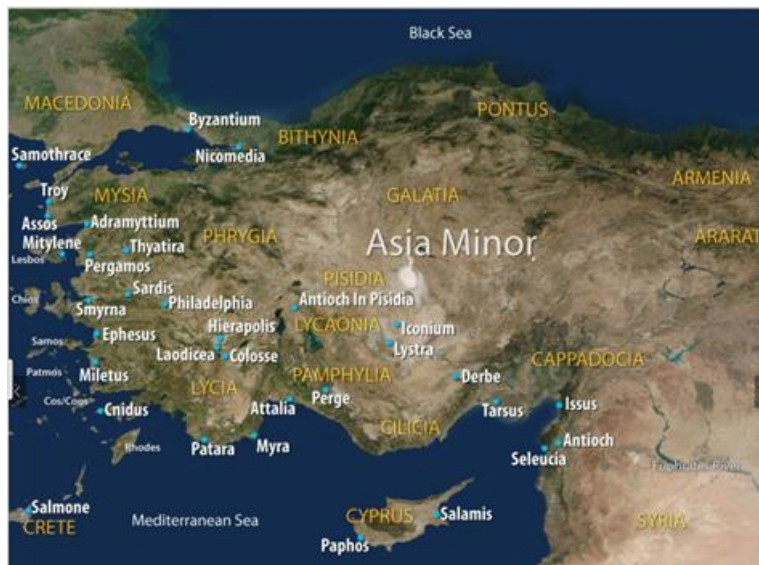 Black Sea
MACEDONIA
Byzantium
PONTUS
BITHYNIA
Nicomedia
Samothrace
ARMENIA
Troy
MYSIA
GALATIA
Assos
Adramyttium
PHRYGIA
Asia Minor
ARARAT
Mitylene
Thyatira
Lesbos
Pergamos
PISIDIA
Sardis
Antioch In Pisidia
Chios
Smyrna
Philadelphia
Hierapolis
LYCAONIA
Iconium
Ephesus
Samos
Laodicea
Colosse
Lystra
CAPPADOCIA
Miletus
Patmos
LYCIA
PAMPHYLIA
Derbe
Perge
Cos/Coos
Cnidus
Attalia
Tarsus
Issus
CILICIA
Rhodes
Patara
Myra
Antioch
Seleucia
Euphrates River
Salmone
CRETE
Mediterranean Sea
CYPRUS
Salamis
SYRIA
Paphos